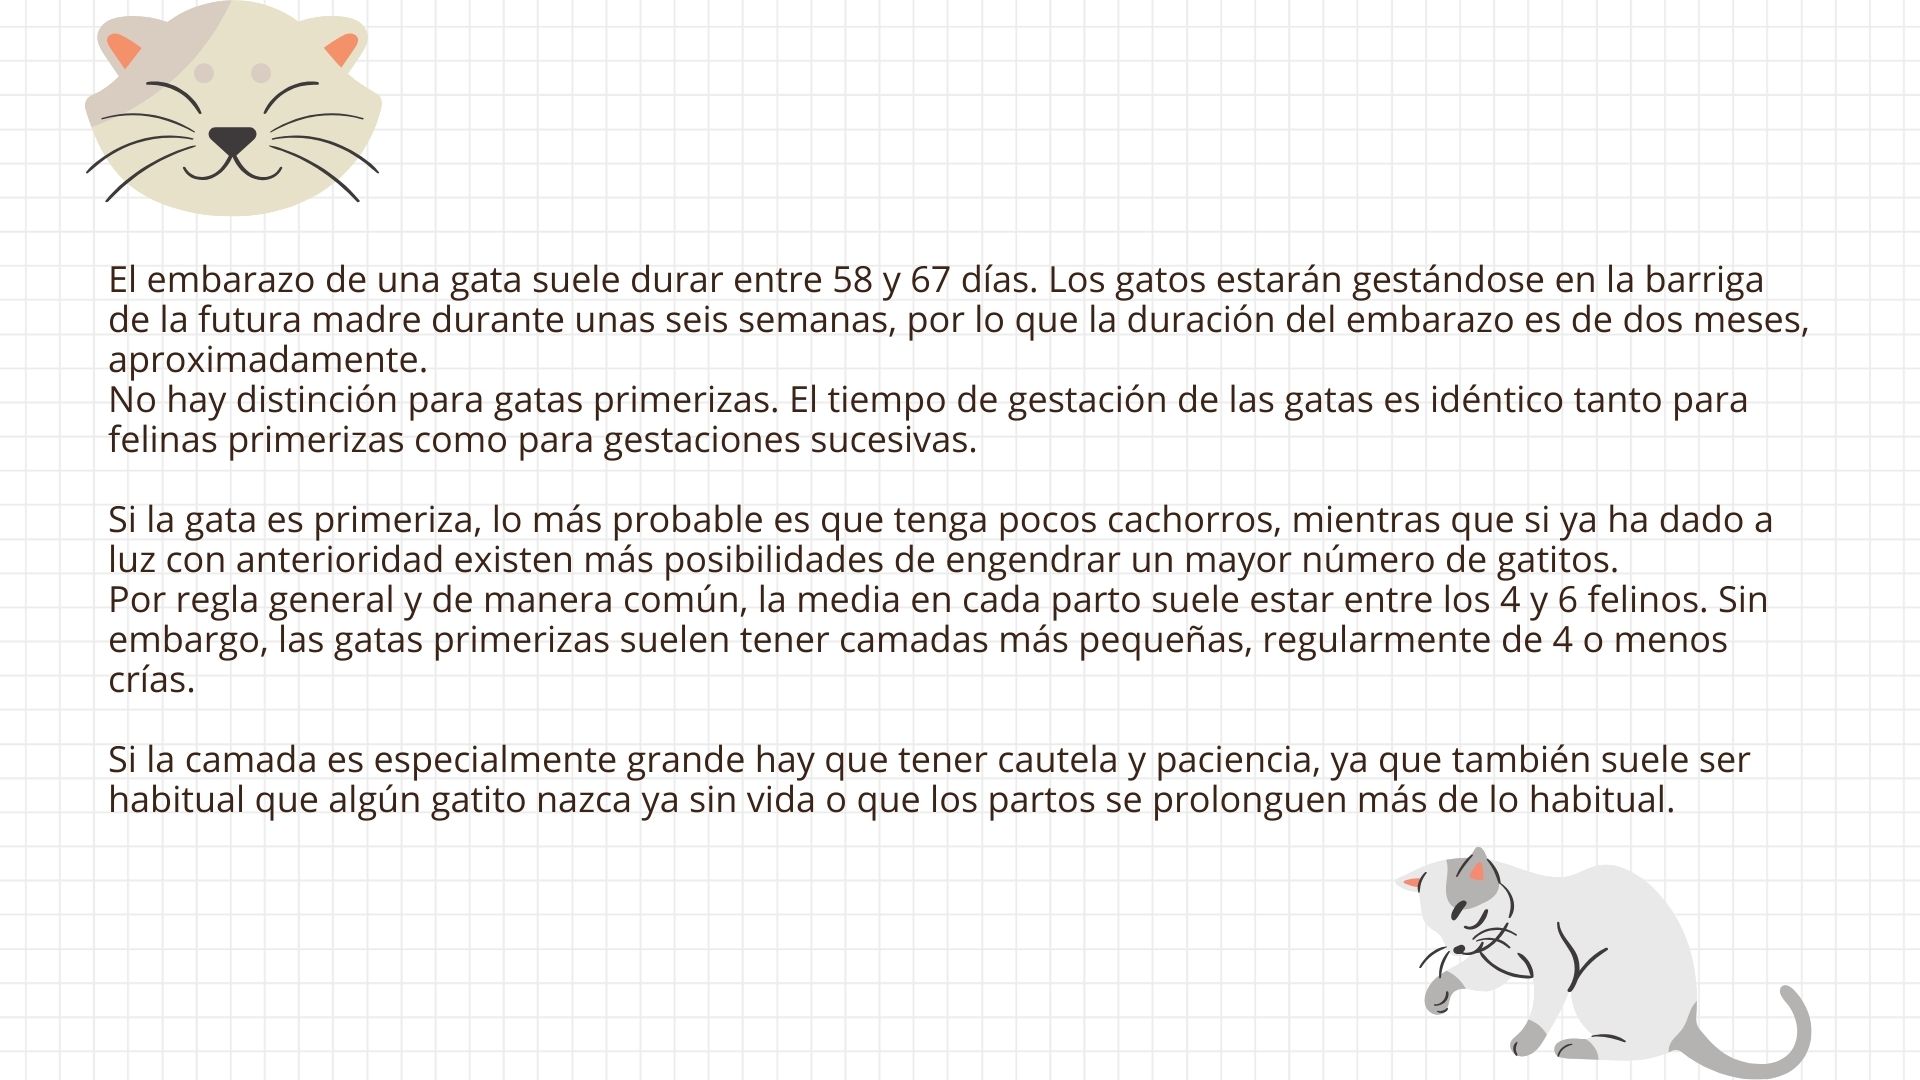 El embarazo de una gata suele durar entre 58 y 67 días. Los gatos estarán gestándose en la barriga
de la futura madre durante unas seis semanas, por lo que la duración del embarazo es de dos meses,
aproximadamente.
No hay distinción para gatas primerizas. El tiempo de gestación de las gatas es idéntico tanto para
felinas primerizas como para gestaciones sucesivas.
Si la gata es primeriza, lo más probable es que tenga pocos cachorros, mientras que si ya ha dado a
luz con anterioridad existen más posibilidades de engendrar un mayor número de gatitos.
Por regla general y de manera común, la media en cada parto suele estar entre los 4 y 6 felinos. Sin
embargo, las gatas primerizas suelen tener camadas más pequeñas, regularmente de 4 o menos
crías.
Si la camada es especialmente grande hay que tener cautela y paciencia, ya que también suele ser
habitual que algún gatito nazca ya sin vida o que los partos se prolonguen más de lo habitual.